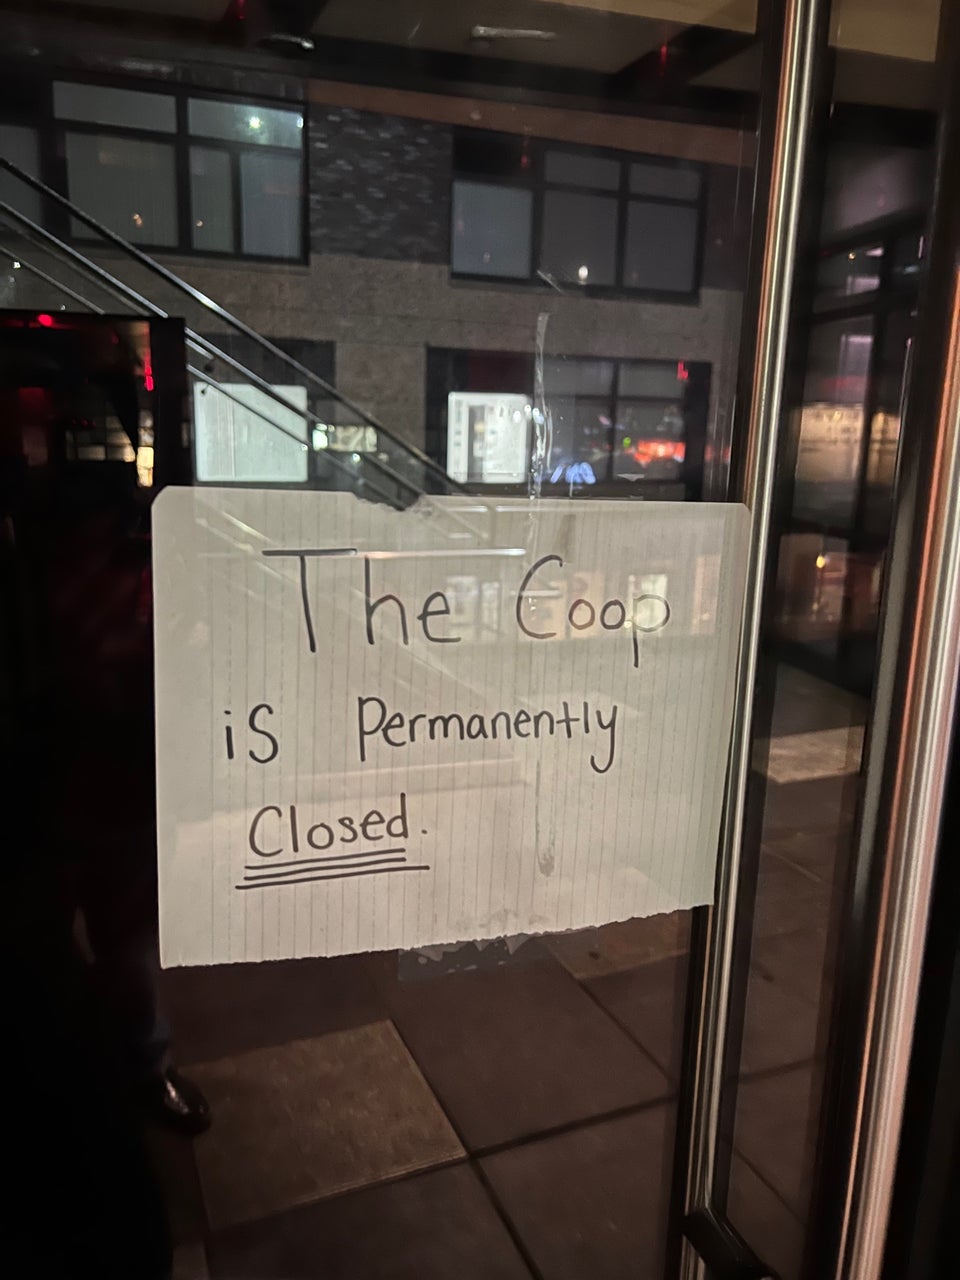 The Coop
is Permanently
Closed.